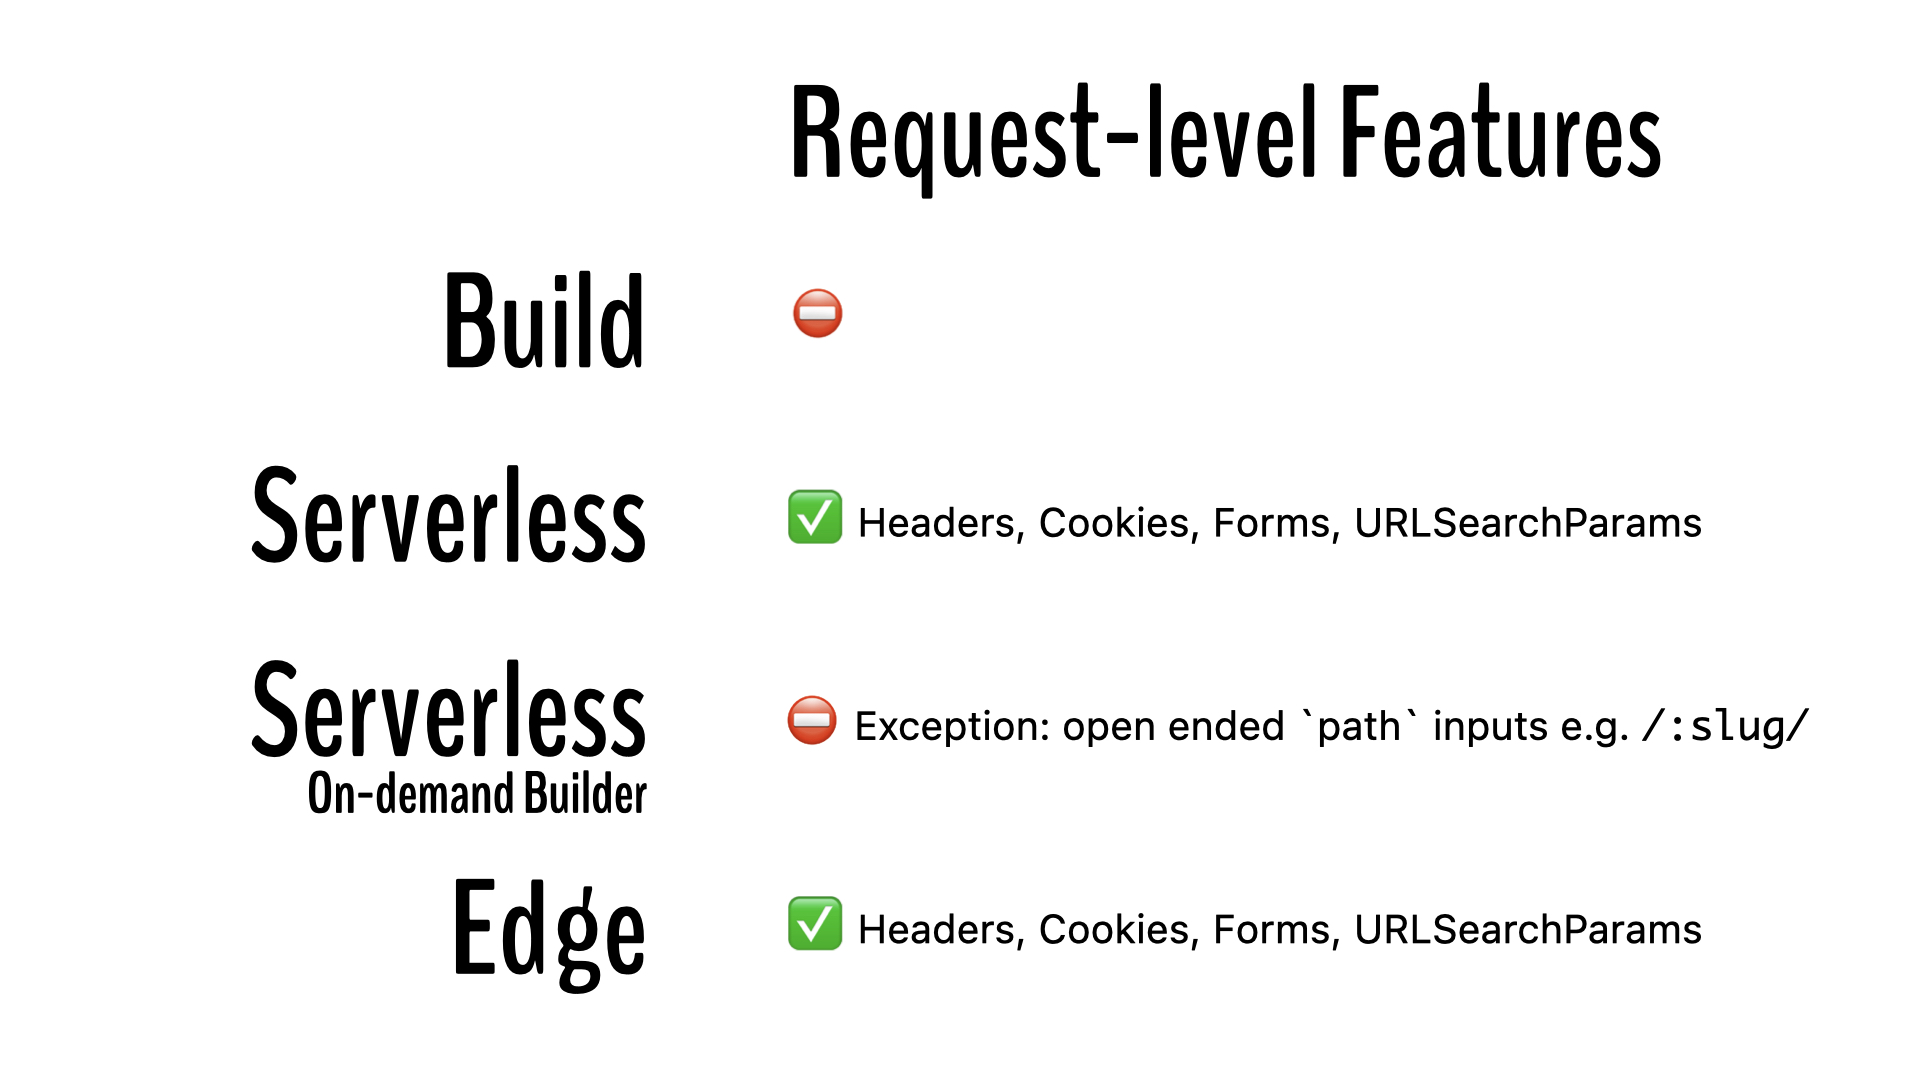 Request-level Features
Build
⛔
Serverless
✅ Headers, Cookies, Forms, URLSearchParams
Serverless
On-demand Builder
⛔ Exception: open ended `path` inputs e.g. /:slug/
Edge
✅ Headers, Cookies, Forms, URLSearchParams